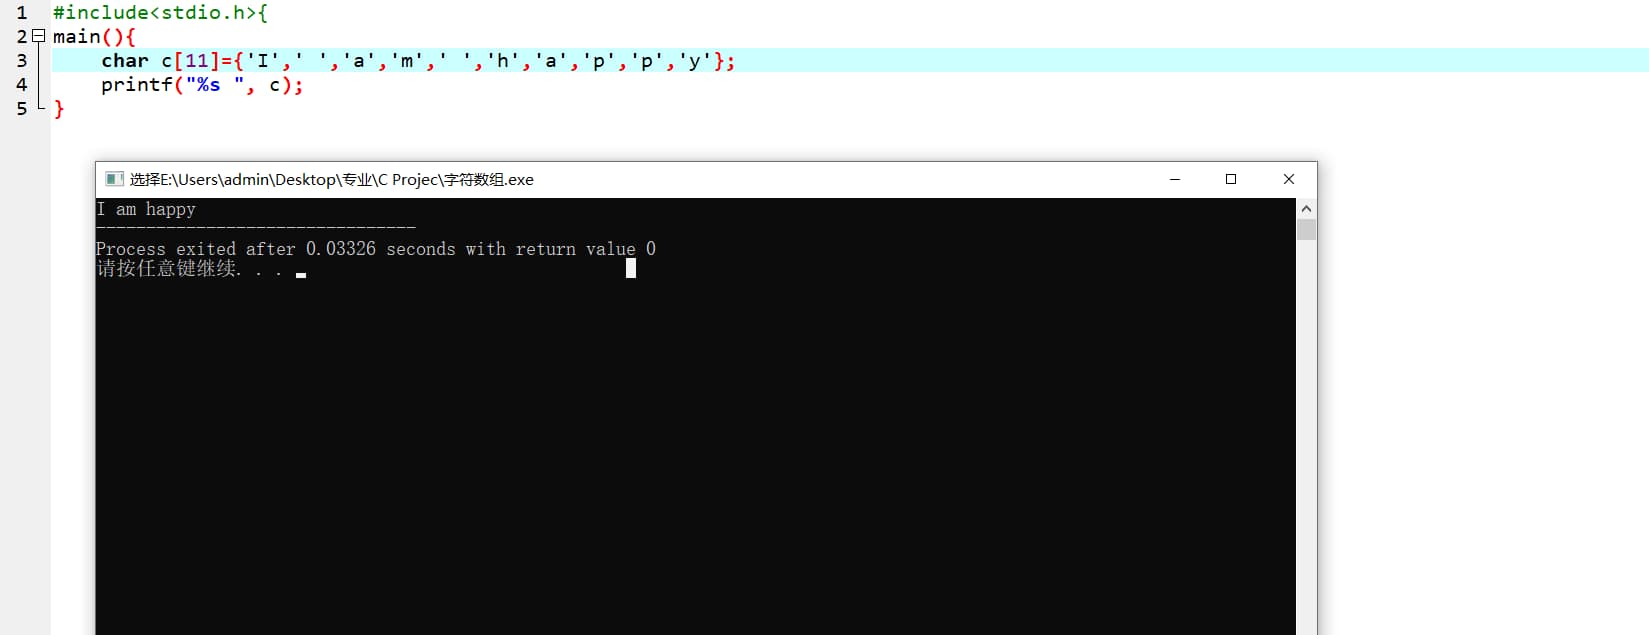 1 #include<stdio.h>{
2 main(){
3 char c[11]={'I',' ','a','m',' ','h','a','p','p','y'};
4 printf("%s ", c);
5 }
选择E:\Users\admin\Desktop\专业\C Projec\字符数组.exe
I am happy
--------------------------------
Process exited after 0.03326 seconds with return value 0
请按任意键继续. . .